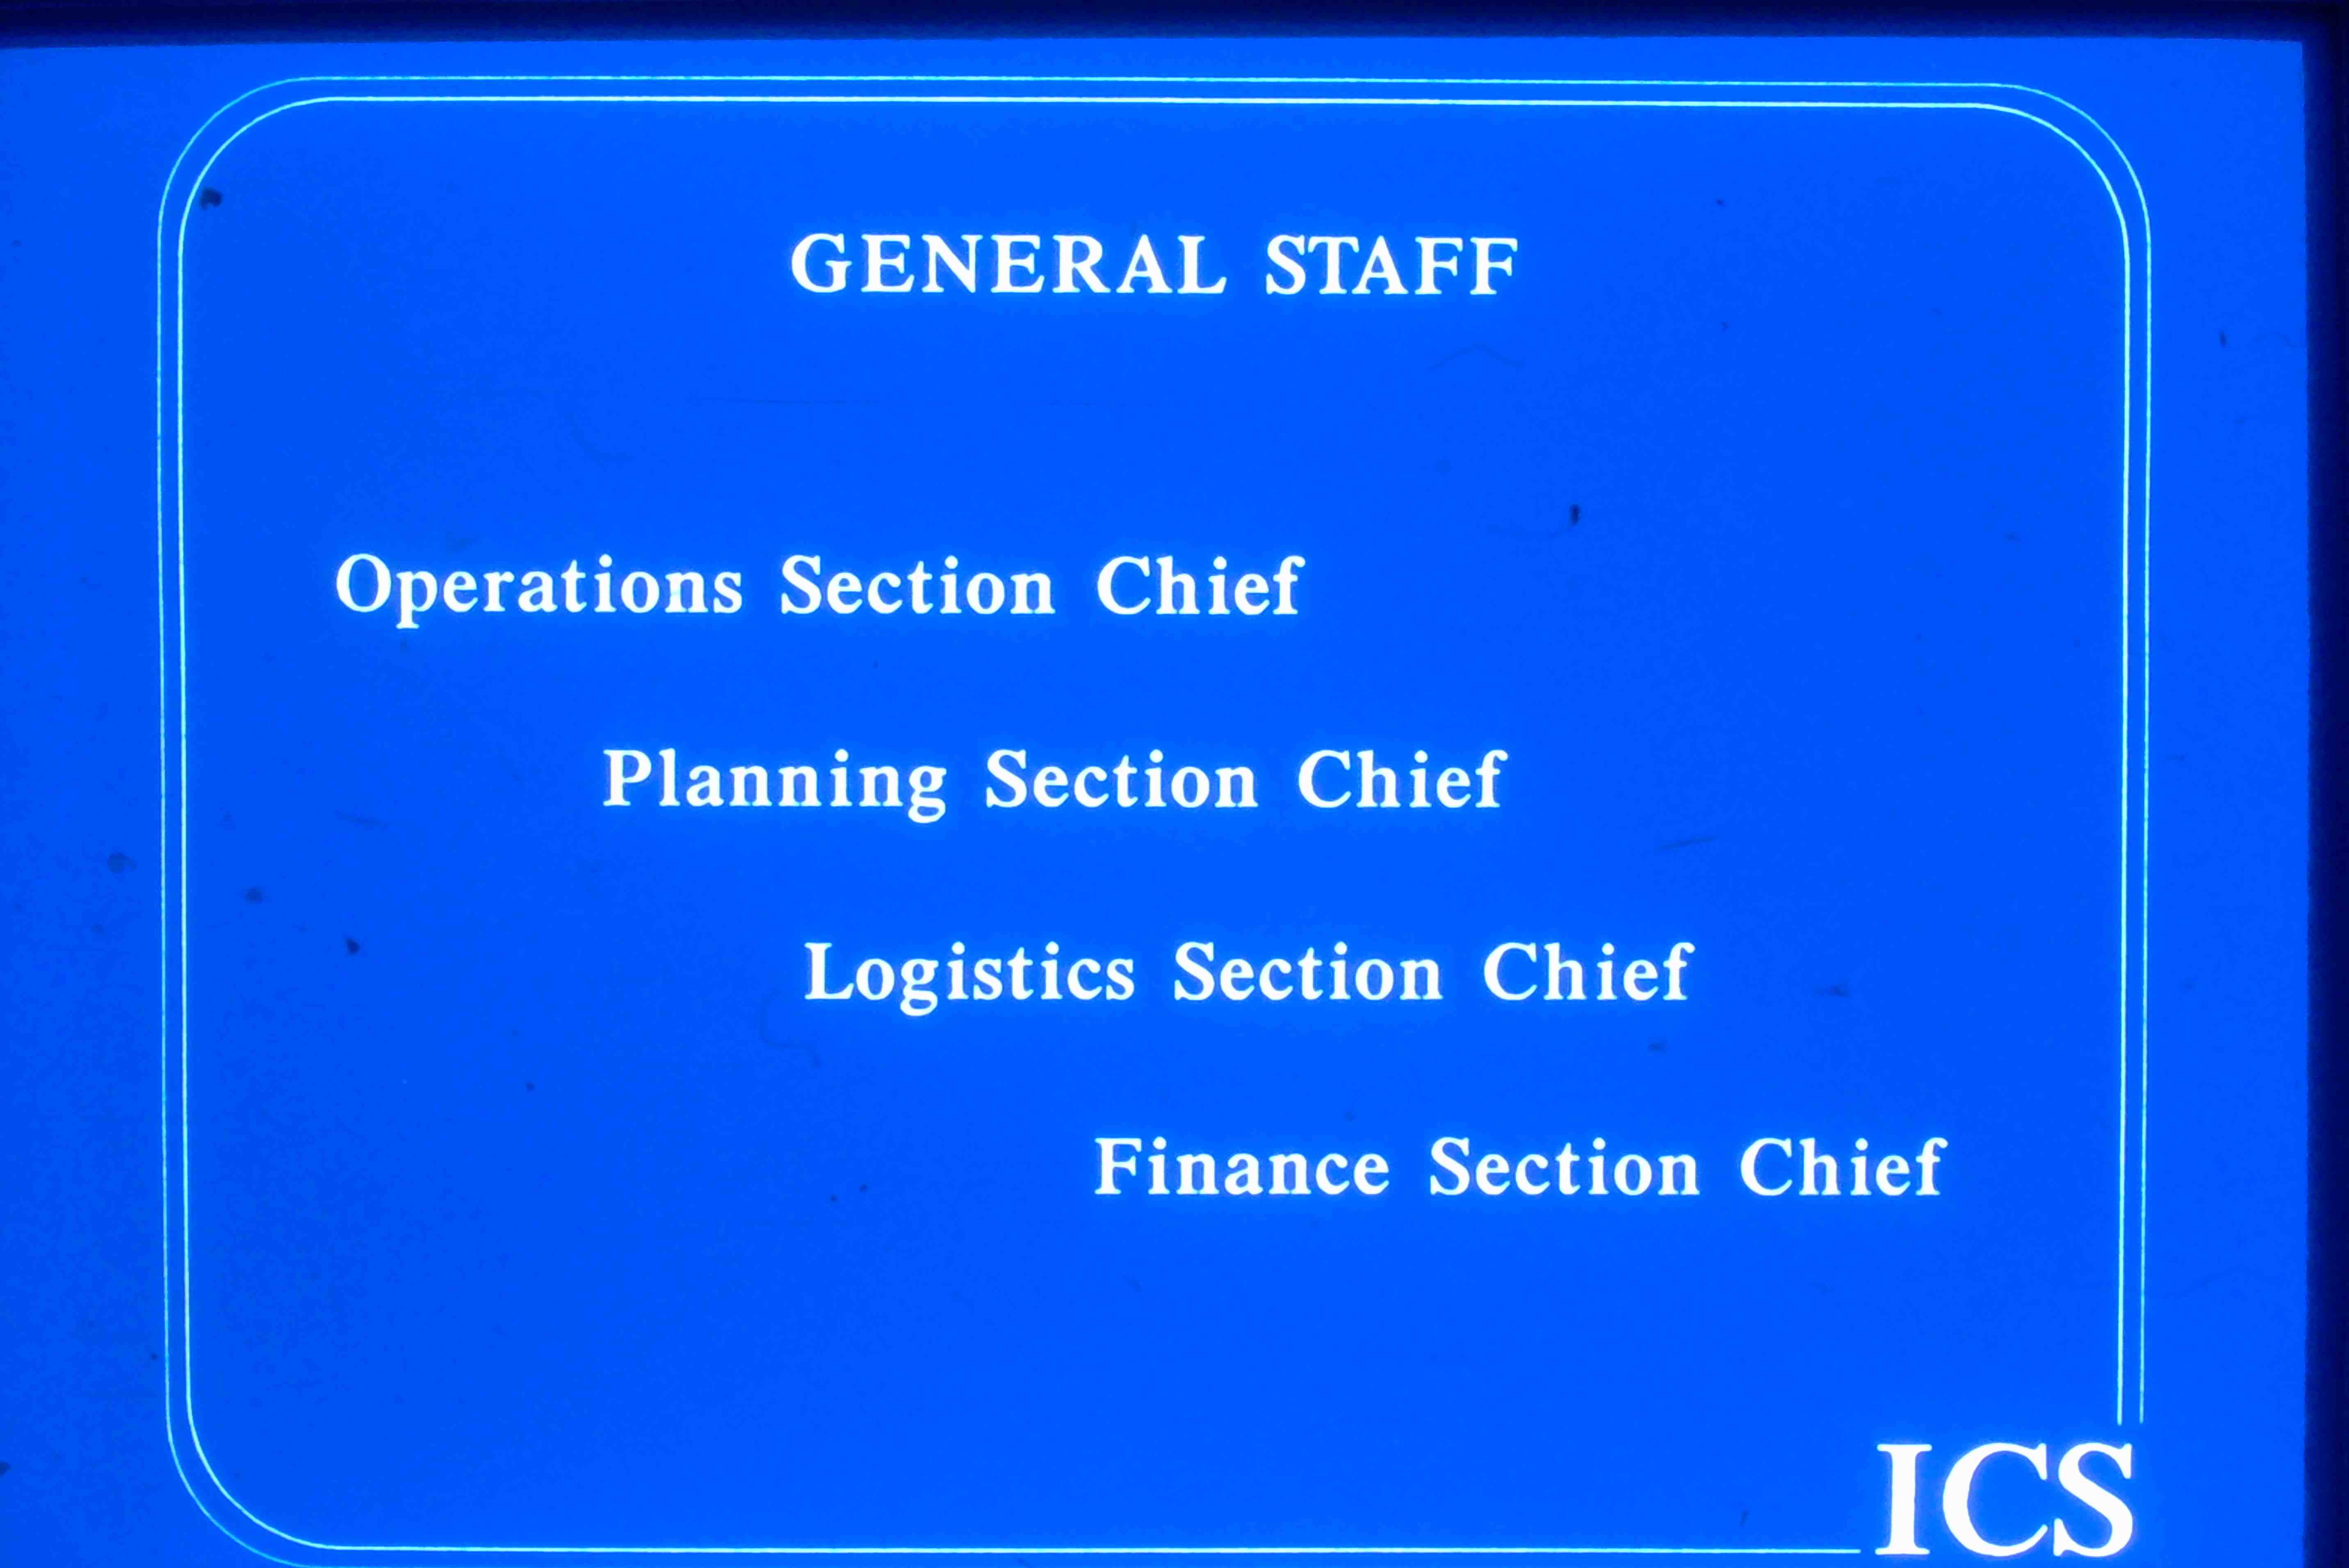 GENERAL STAFF
Operations Section Chief
Planning Section Chief
Logistics Section Chief
Finance Section Chief
ICS